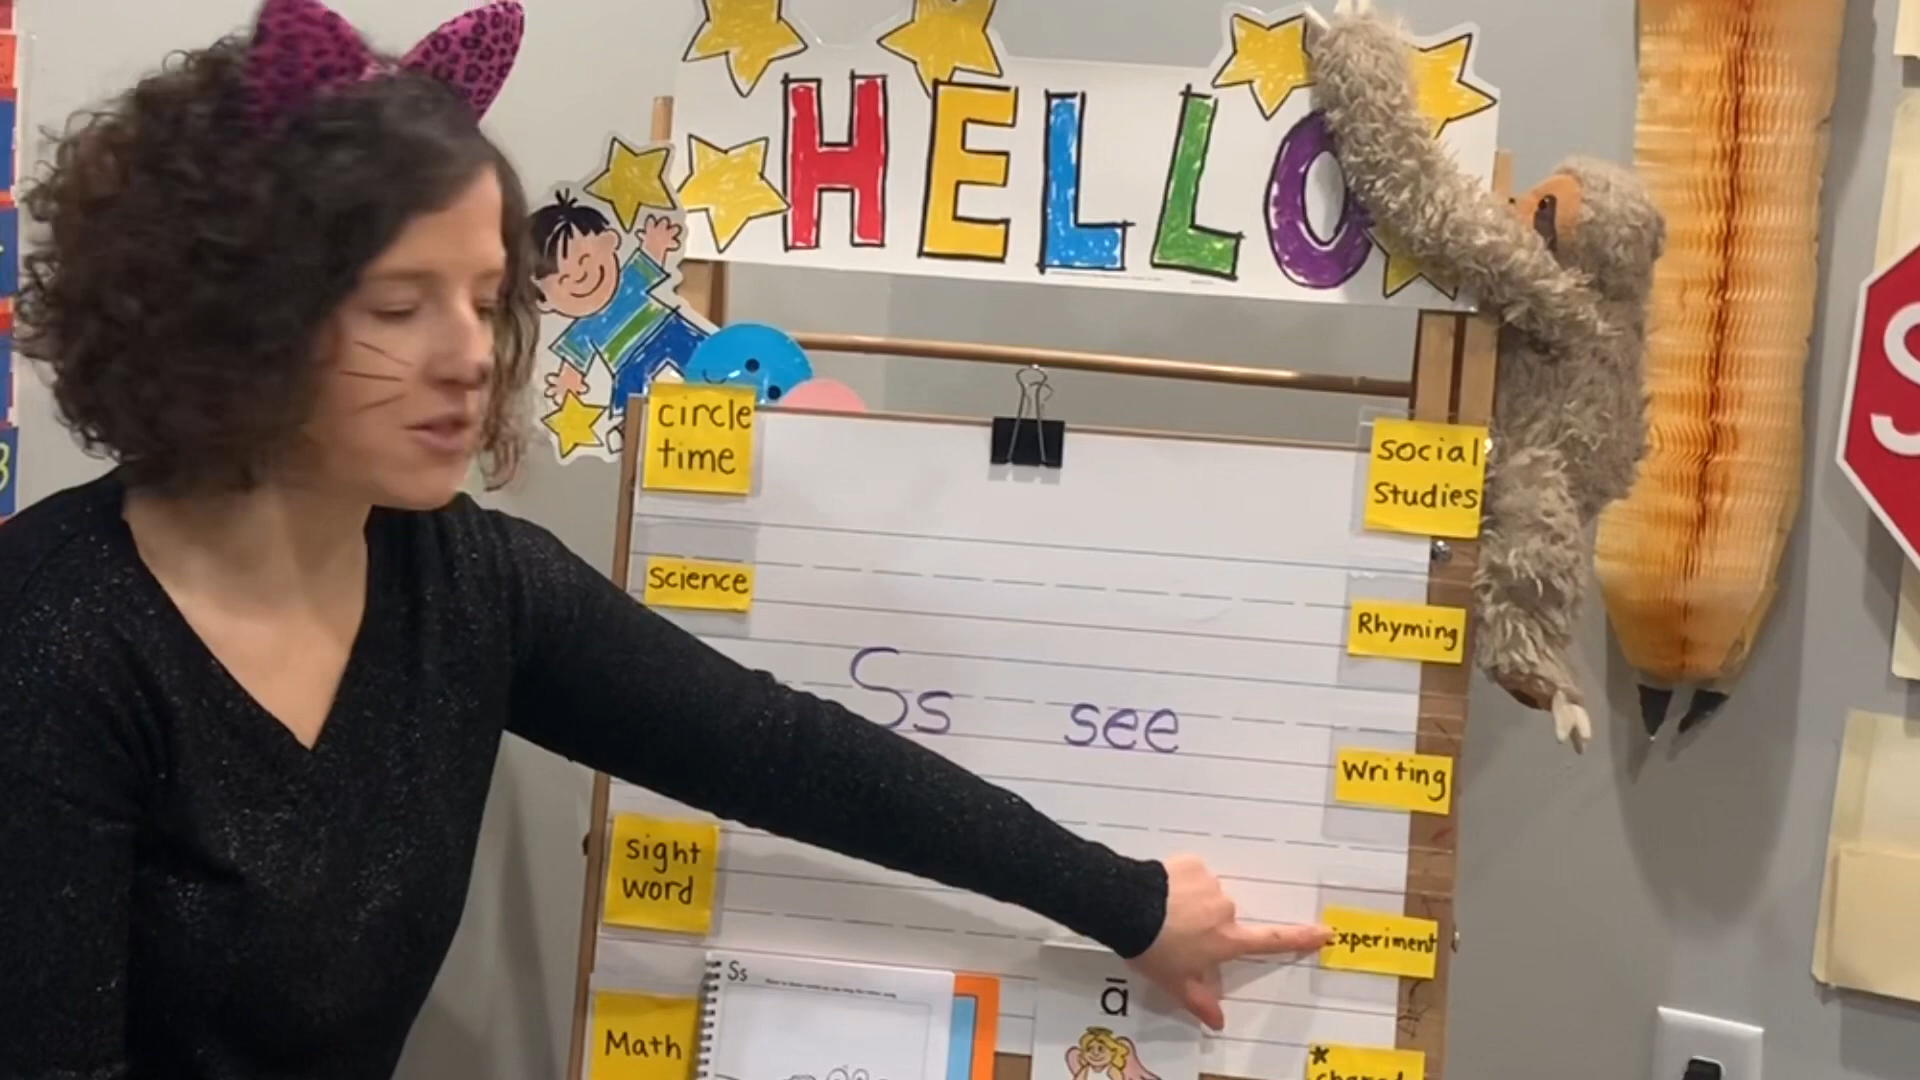 HELLO
circle
time
social
Studies
Science
Rhyming
Ss see
Writing
sight
word
Experiment
Ss
ā
Math
*